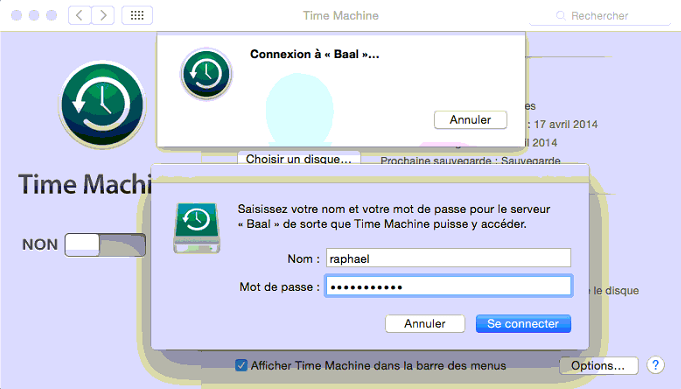 Time Machine
Rechercher
Connexion à « Baal »...
Annuler
es
: 17 avril 2014
il 2014
Choisir un disque...
Prochaine sauvegarde : Sauvegarde
Time Machi
NON
Saisissez votre nom et votre mot de passe pour le serveur
« Baal » de sorte que Time Machine puisse y accéder.
Nom :
raphael
Mot de passe :
•••••••••••
e le disque
Annuler
Se connecter
Afficher Time Machine dans la barre des menus
Options...
?